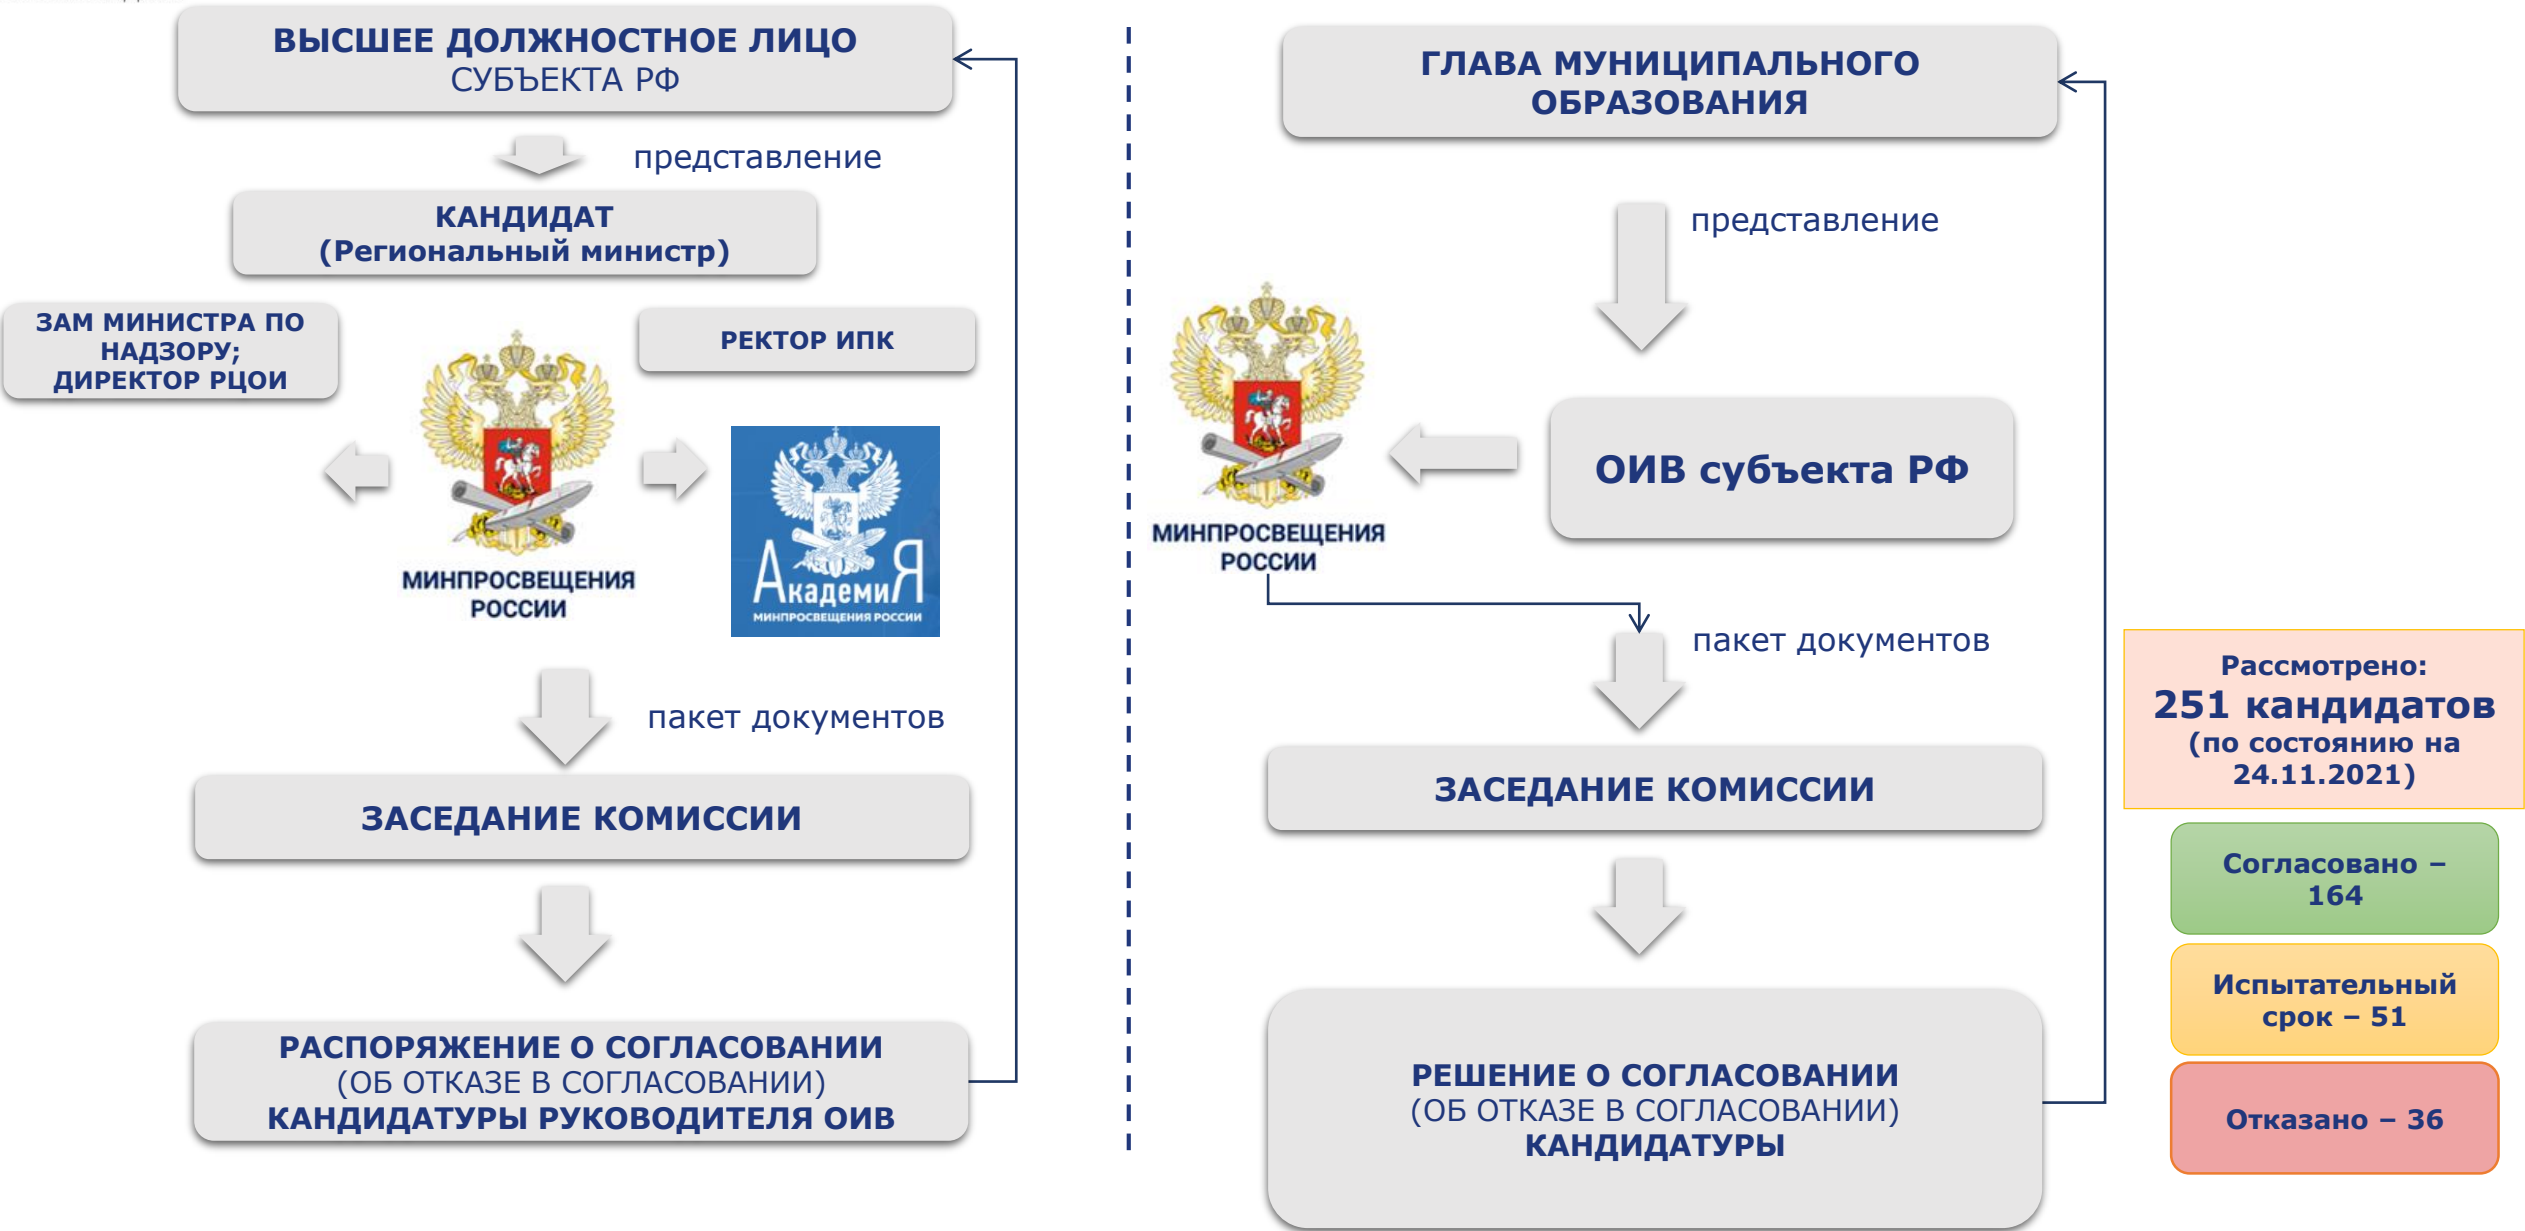 ВЫСШЕЕ ДОЛЖНОСТНОЕ ЛИЦО
СУБЪЕКТА РФ
представление
КАНДИДАТ
(Региональный министр)
ЗАМ МИНИСТРА ПО
НАДЗОРУ;
ДИРЕКТОР РЦОИ
РЕКТОР ИПК
МИНПРОСВЕЩЕНИЯ
РОССИИ
АкадемиЯ
МИНПРОСВЕЩЕНИЯ РОССИИ
пакет документов
ЗАСЕДАНИЕ КОМИССИИ
РАСПОРЯЖЕНИЕ О СОГЛАСОВАНИИ
(ОБ ОТКАЗЕ В СОГЛАСОВАНИИ)
КАНДИДАТУРЫ РУКОВОДИТЕЛЯ ОИВ
ГЛАВА МУНИЦИПАЛЬНОГО
ОБРАЗОВАНИЯ
представление
ОИВ субъекта РФ
МИНПРОСВЕЩЕНИЯ
РОССИИ
пакет документов
ЗАСЕДАНИЕ КОМИССИИ
РЕШЕНИЕ О СОГЛАСОВАНИИ
(ОБ ОТКАЗЕ В СОГЛАСОВАНИИ)
КАНДИДАТУРЫ
Рассмотрено:
251 кандидатов
(по состоянию на
24.11.2021)
Согласовано –
164
Испытательный
срок – 51
Отказано – 36